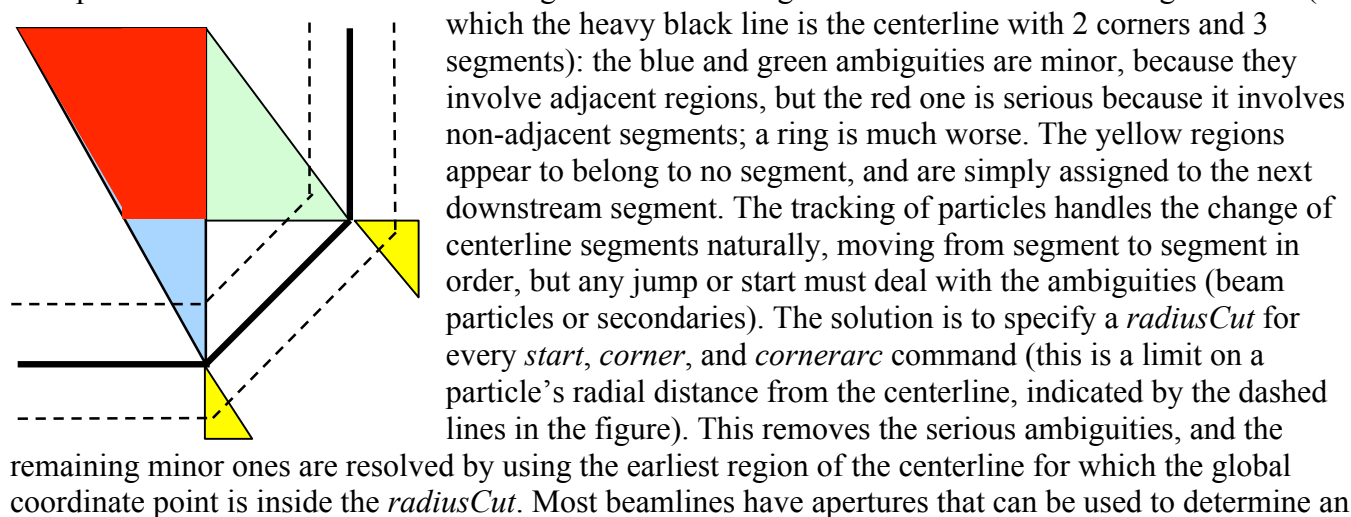 which the heavy black line is the centerline with 2 corners and 3
segments): the blue and green ambiguities are minor, because they
involve adjacent regions, but the red one is serious because it involves
non-adjacent segments; a ring is much worse. The yellow regions
appear to belong to no segment, and are simply assigned to the next
downstream segment. The tracking of particles handles the change of
centerline segments naturally, moving from segment to segment in
order, but any jump or start must deal with the ambiguities (beam
particles or secondaries). The solution is to specify a radiusCut for
every start, corner, and cornerarc command (this is a limit on a
particle’s radial distance from the centerline, indicated by the dashed
lines in the figure). This removes the serious ambiguities, and the
remaining minor ones are resolved by using the earliest region of the centerline for which the global
coordinate point is inside the radiusCut. Most beamlines have apertures that can be used to determine an